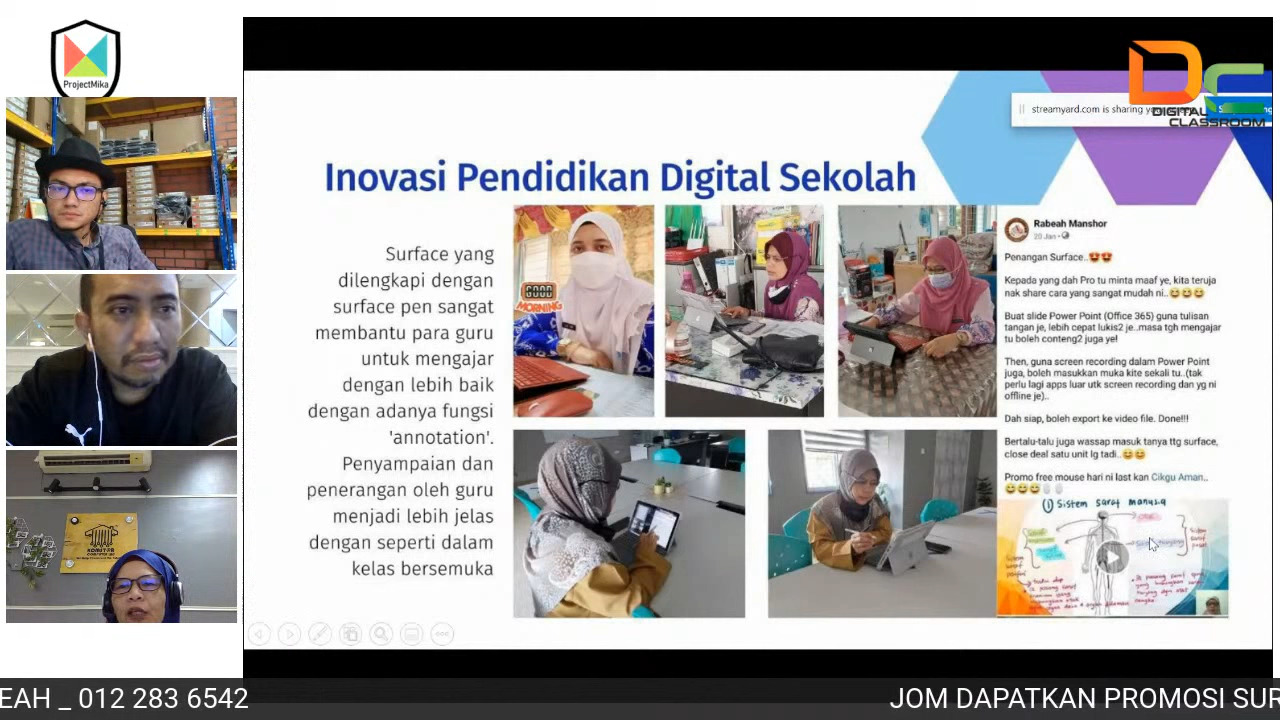 ProjectMika
streamyard.com is sharing
DIGITAL
CLASSROOM
Inovasi Pendidikan Digital Sekolah
Surface yang
dilengkapi dengan
surface pen sangat
membantu para guru
untuk mengajar
dengan lebih baik
dengan adanya fungsi
'annotation'.
Penyampaian dan
penerangan oleh guru
menjadi lebih jelas
dengan seperti dalam
kelas bersemuka
GOOD
MORNING
Rabeah Manshor
20 Jan
Penangan Surface..😍😍
Kepada yang dah Pro tu minta maaf ye, kita teruja
nak share cara yang sangat mudah ni..😅😅😅
Buat slide Power Point (Office 365) guna tulisan
tangan je, lebih cepat lukis2 je..masa tgh mengajar
tu boleh conteng2 juga ye!
Then, guna screen recording dalam Power Point
juga, boleh masukkan muka kite sekali tu..(tak
perlu lagi apps luar utk screen recording dan yg ni
offline je)..
Dah siap, boleh export ke video file. Done!!!
Bertalu-talu juga wassap masuk tanya ttg surface,
close deal satu unit lg tadi..😊😊
Promo free mouse hari ni last kan Cikgu Aman..
😅😅😅🖱🖱
(1) Sistem saraf manusia
EAH _ 012 283 6542
JOM DAPATKAN PROMOSI SUR